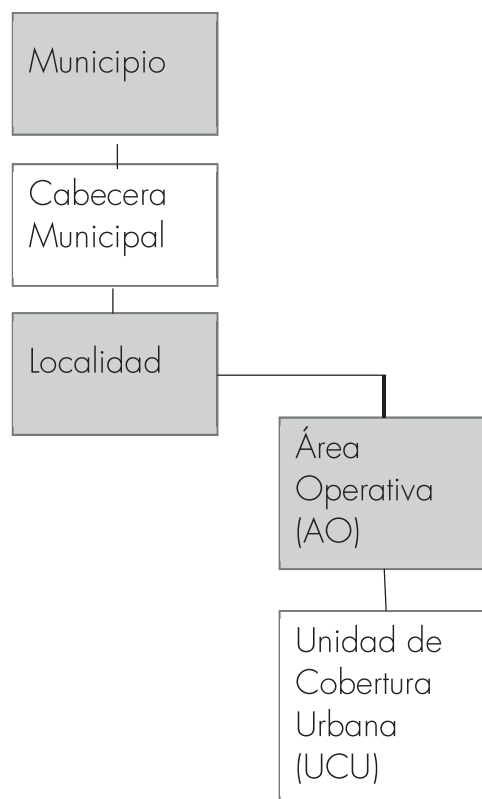 Municipio
Cabecera
Municipal
Localidad
Área
Operativa
(AO)
Unidad de
Cobertura
Urbana
(UCU)